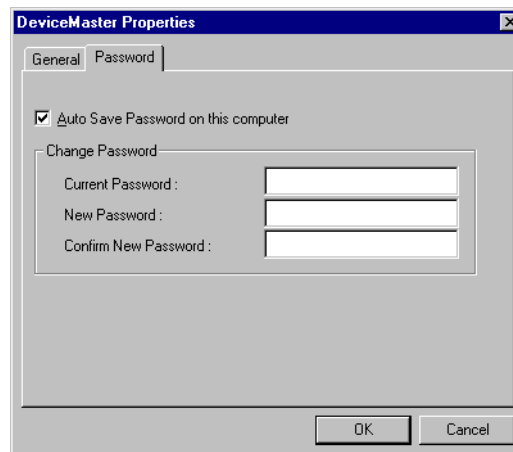 DeviceMaster Properties
General Password
Auto Save Password on this computer
Change Password
Current Password :
New Password :
Confirm New Password :
OK Cancel